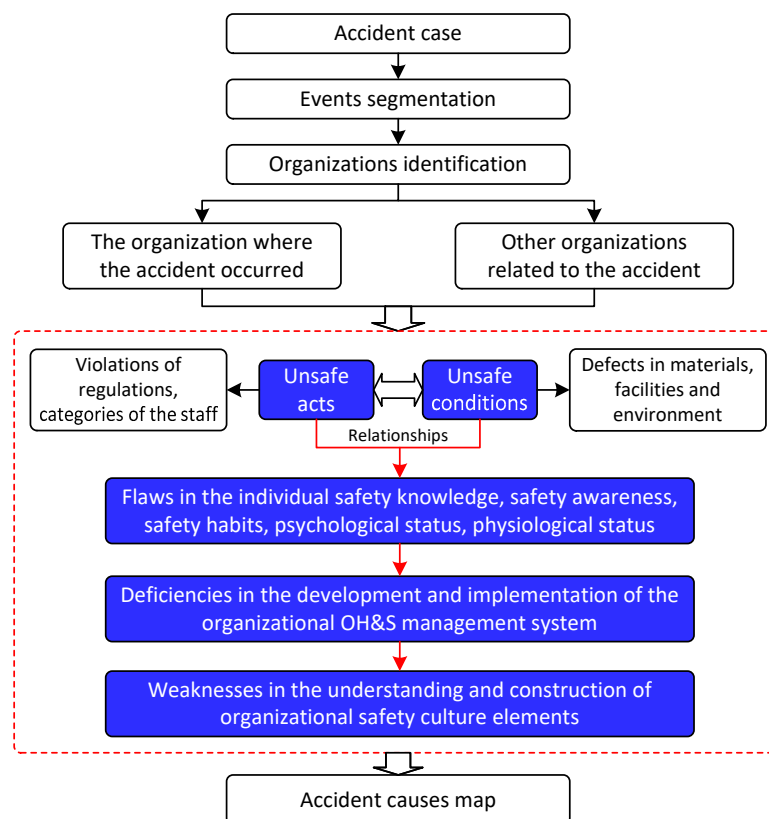 Accident case
Events segmentation
Organizations identification
The organization where
the accident occurred
Other organizations
related to the accident
Violations of
regulations,
categories of the staff
Unsafe
acts
Unsafe
conditions
Defects in materials,
facilities and
environment
Relationships
Flaws in the individual safety knowledge, safety awareness,
safety habits, psychological status, physiological status
Deficiencies in the development and implementation of the
organizational OH&S management system
Weaknesses in the understanding and construction of
organizational safety culture elements
Accident causes map